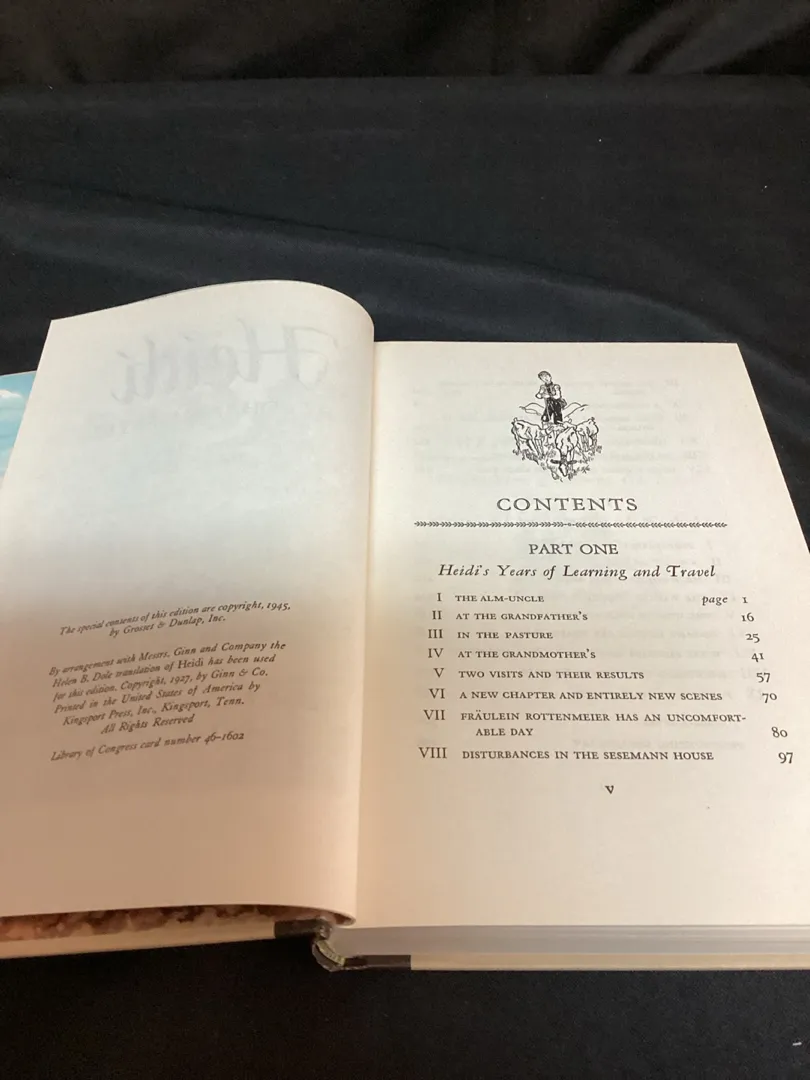 The special contents of this edition are copyright, 1945,
by Grosset & Dunlap, Inc.
By arrangement with Messrs. Ginn and Company the
Helen B. Dole translation of Heidi has been used
for this edition. Copyright, 1927, by Ginn & Co.
Printed in the United States of America by
Kingsport Press, Inc., Kingsport, Tenn.
All Rights Reserved
Library of Congress card number 46-1602
CONTENTS
PART ONE
Heidi's Years of Learning and Travel
I THE ALM-UNCLE page 1
II AT THE GRANDFATHER'S 16
III IN THE PASTURE 25
IV AT THE GRANDMOTHER'S 41
V TWO VISITS AND THEIR RESULTS 57
VI A NEW CHAPTER AND ENTIRELY NEW SCENES 70
VII FRÄULEIN ROTTENMEIER HAS AN UNCOMFORT-
ABLE DAY 80
VIII DISTURBANCES IN THE SESEMANN HOUSE 97
v